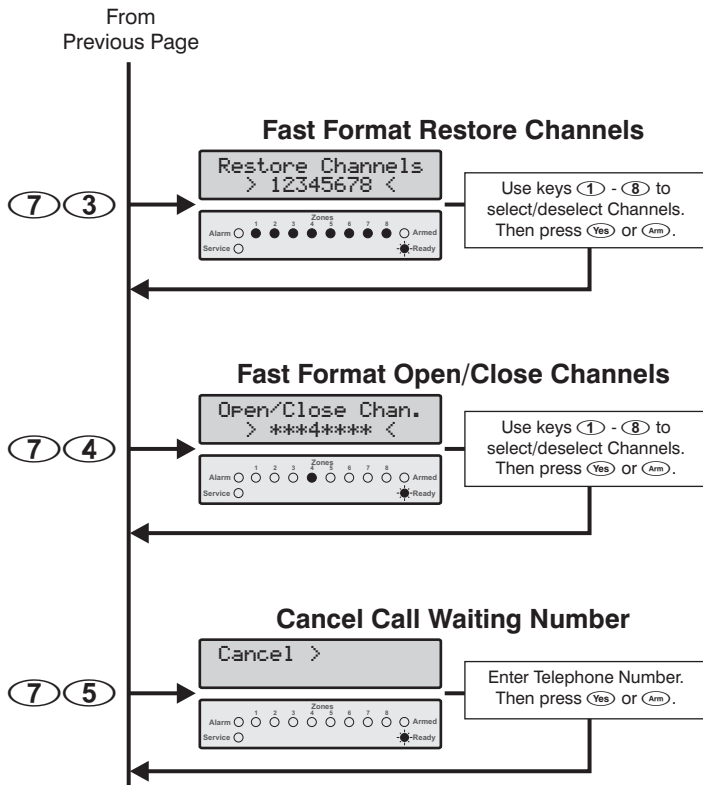 From
Previous Page
Fast Format Restore Channels
Restore Channels
> 12345678 <
7 3
Zones
1 2 3 4 5 6 7 8
Alarm Armed
Service Ready
Use keys 1 - 8 to
select/deselect Channels.
Then press Yes or Arm.
Fast Format Open/Close Channels
Open/Close Chan.
> ***4**** <
7 4
Zones
1 2 3 4 5 6 7 8
Alarm Armed
Service Ready
Use keys 1 - 8 to
select/deselect Channels.
Then press Yes or Arm.
Cancel Call Waiting Number
Cancel >
7 5
Zones
1 2 3 4 5 6 7 8
Alarm Armed
Service Ready
Enter Telephone Number.
Then press Yes or Arm.